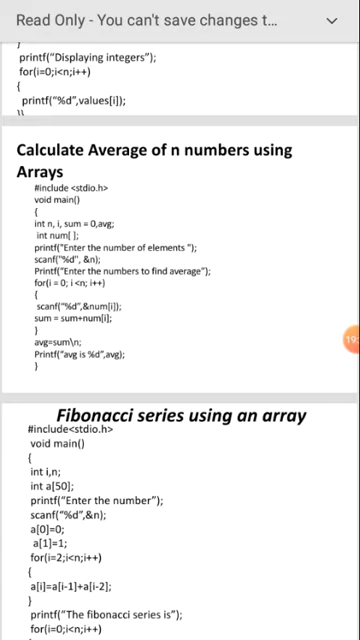 Read Only - You can't save changes t...
}
printf("Displaying integers");
for(i=0;i<n;i++)
{
printf("%d",values[i]);
Calculate Average of n numbers using
Arrays
#include <stdio.h>
void main()
{
int n, i, sum = 0,avg;
int num[ ];
printf("Enter the number of elements ");
scanf("%d", &n);
Printf("Enter the numbers to find average");
for(i = 0; i <n; i++)
{
scanf("%d",&num[i]);
sum = sum+num[i];
}
avg=sum\n;
Printf("avg is %d",avg);
}
19:
Fibonacci series using an array
#include<stdio.h>
void main()
{
int i,n;
int a[50];
printf("Enter the number");
scanf("%d",&n);
a[0]=0;
a[1]=1;
for(i=2;i<n;i++)
{
a[i]=a[i-1]+a[i-2];
}
printf("The fibonacci series is");
for(i=0;i<n;i++)